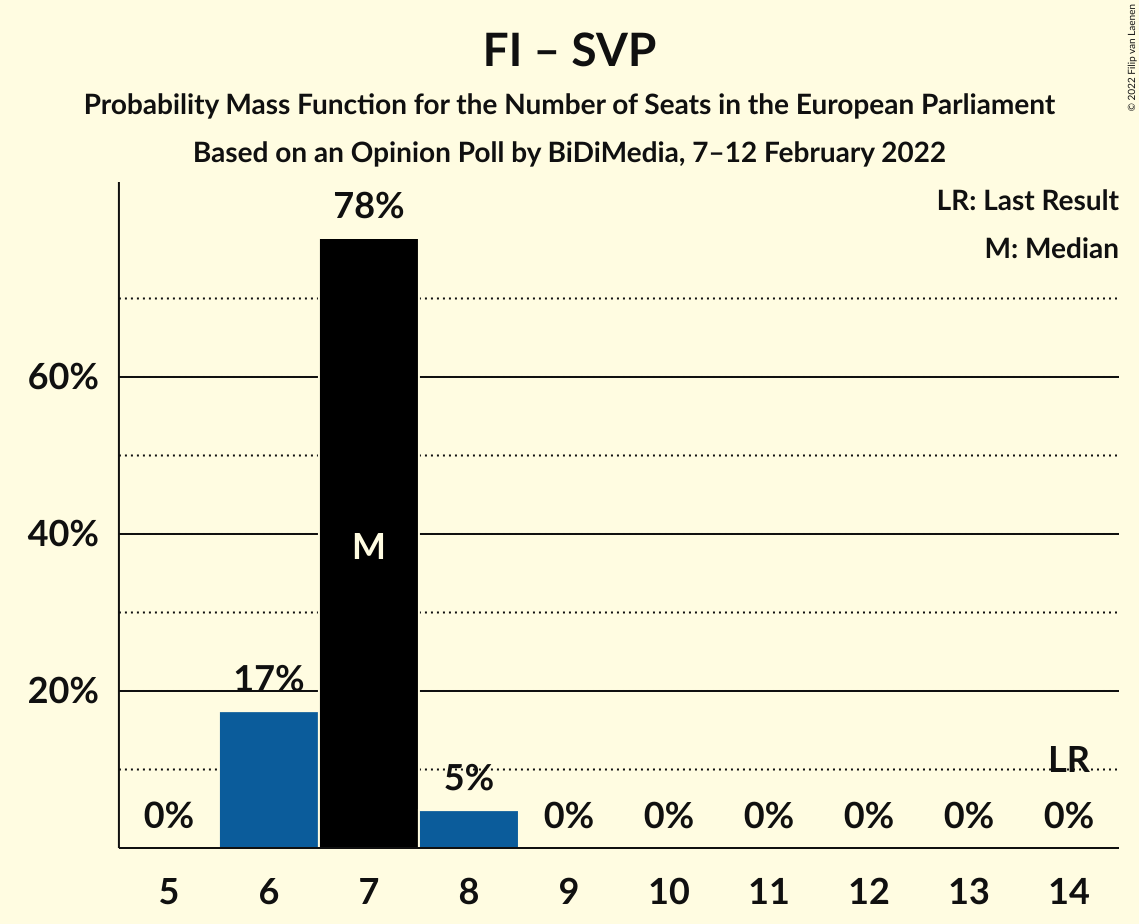 FI – SVP
Probability Mass Function for the Number of Seats in the European Parliament
Based on an Opinion Poll by BiDiMedia, 7–12 February 2022
© 2022 Filip van Laenen
LR: Last Result
M: Median
78%
60%
40%
20%
M
17%
5%
LR
0%
0%
0%
0%
0%
0%
0%
5
6
7
8
9
10
11
12
13
14